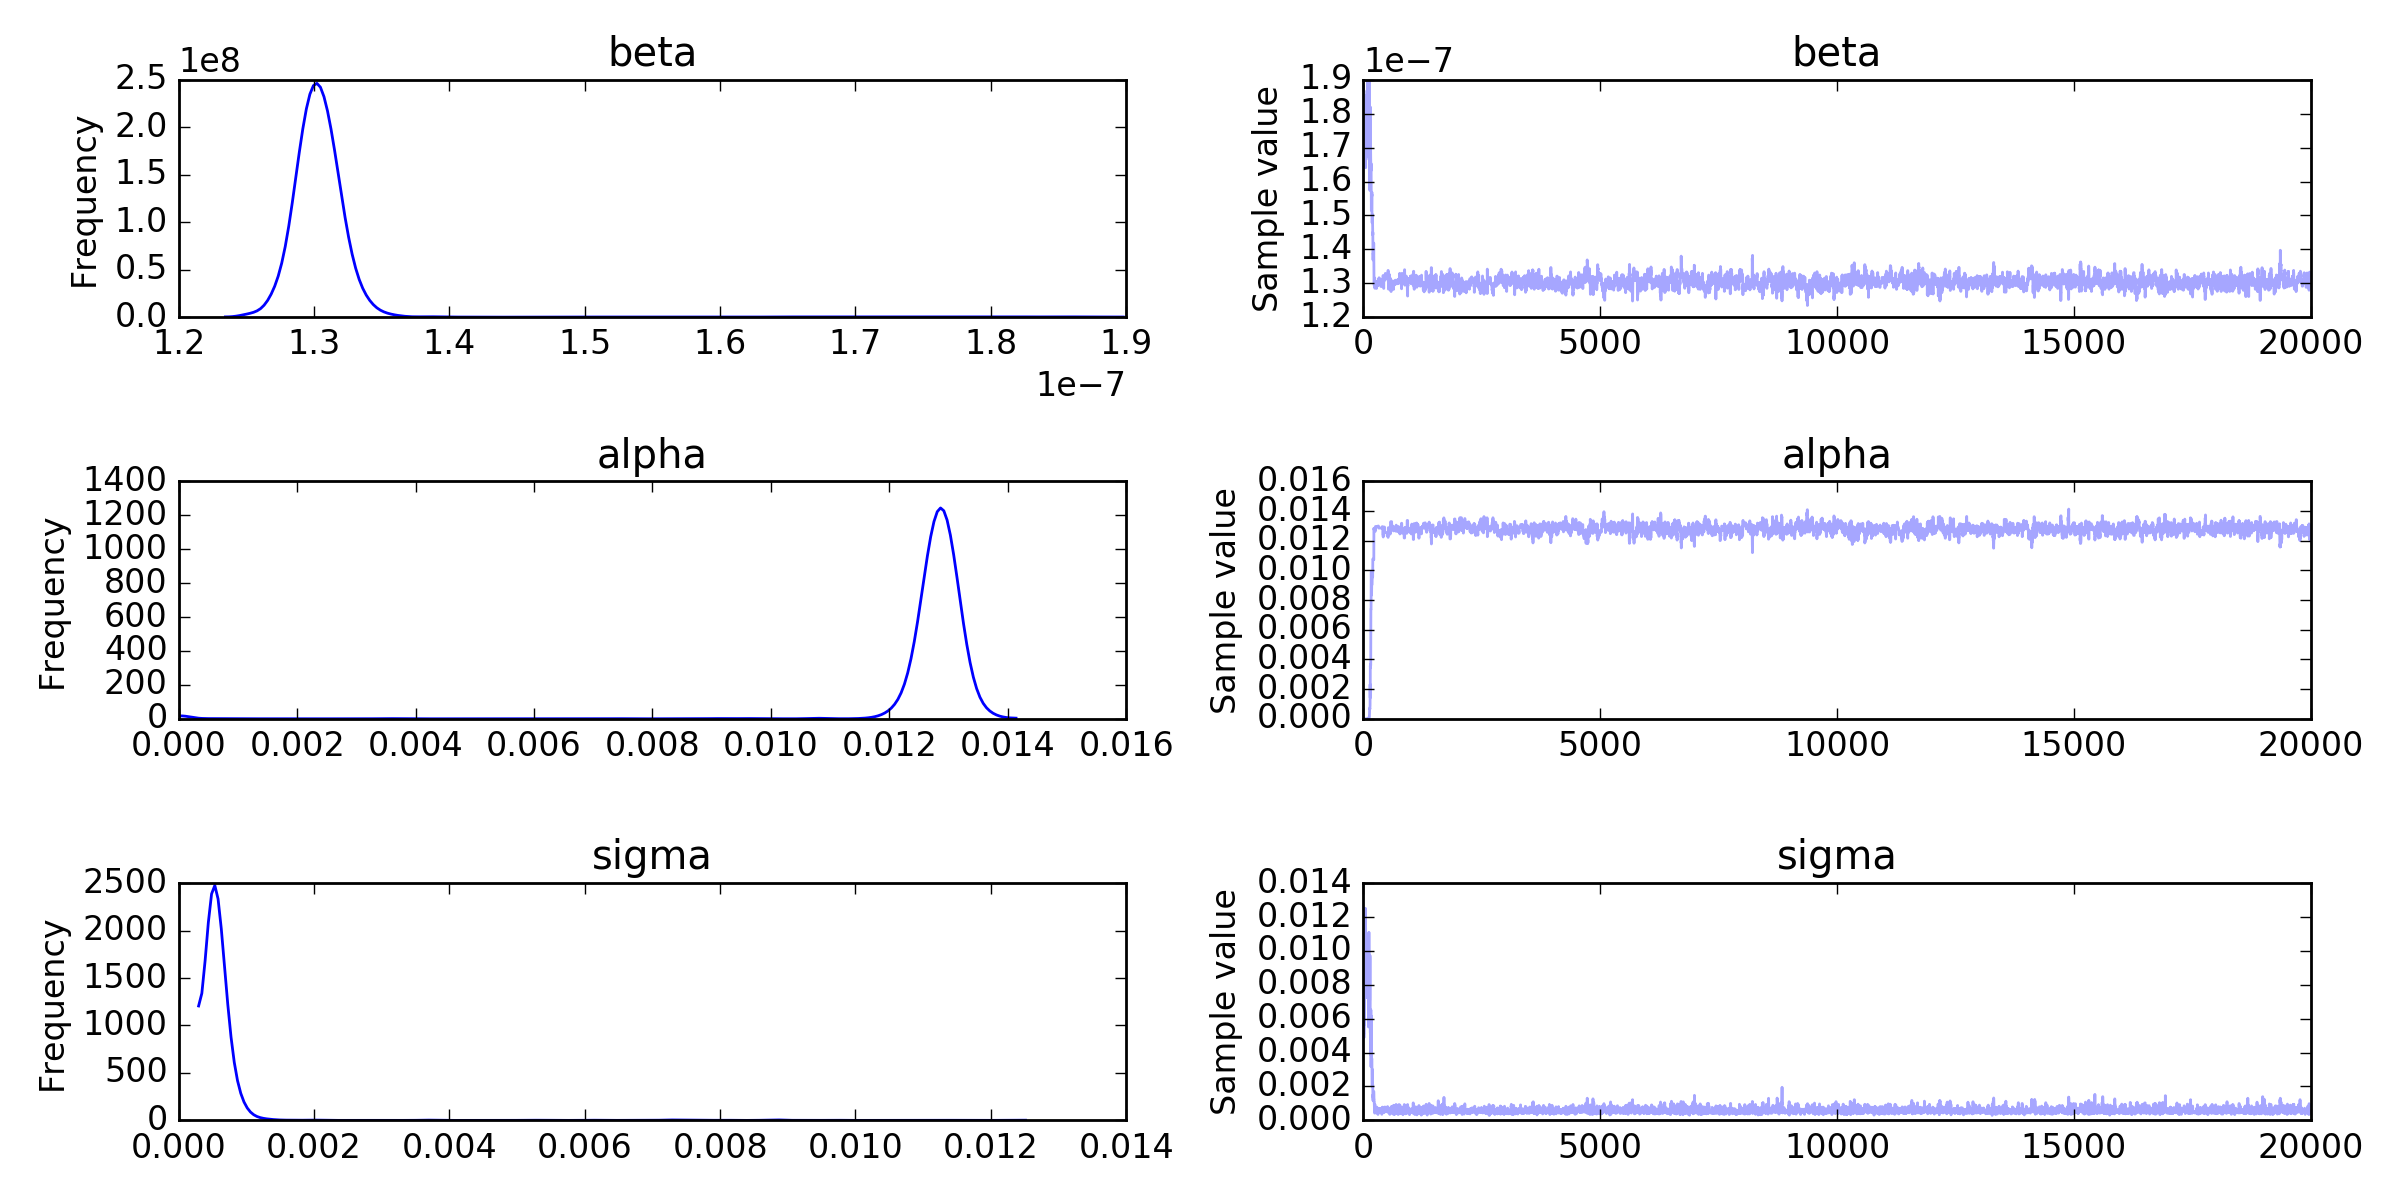 beta
1e8
2.5
2.0
1.5
1.0
0.5
0.0
Frequency
1.2 1.3 1.4 1.5 1.6 1.7 1.8 1.9
1e−7
beta
1e−7
1.9
1.8
1.7
1.6
1.5
1.4
1.3
1.2
Sample value
0 5000 10000 15000 20000
alpha
1400
1200
1000
800
600
400
200
0
Frequency
0.000 0.002 0.004 0.006 0.008 0.010 0.012 0.014 0.016
alpha
0.016
0.014
0.012
0.010
0.008
0.006
0.004
0.002
0.000
Sample value
0 5000 10000 15000 20000
sigma
2500
2000
1500
1000
500
0
Frequency
0.000 0.002 0.004 0.006 0.008 0.010 0.012 0.014
sigma
0.014
0.012
0.010
0.008
0.006
0.004
0.002
0.000
Sample value
0 5000 10000 15000 20000